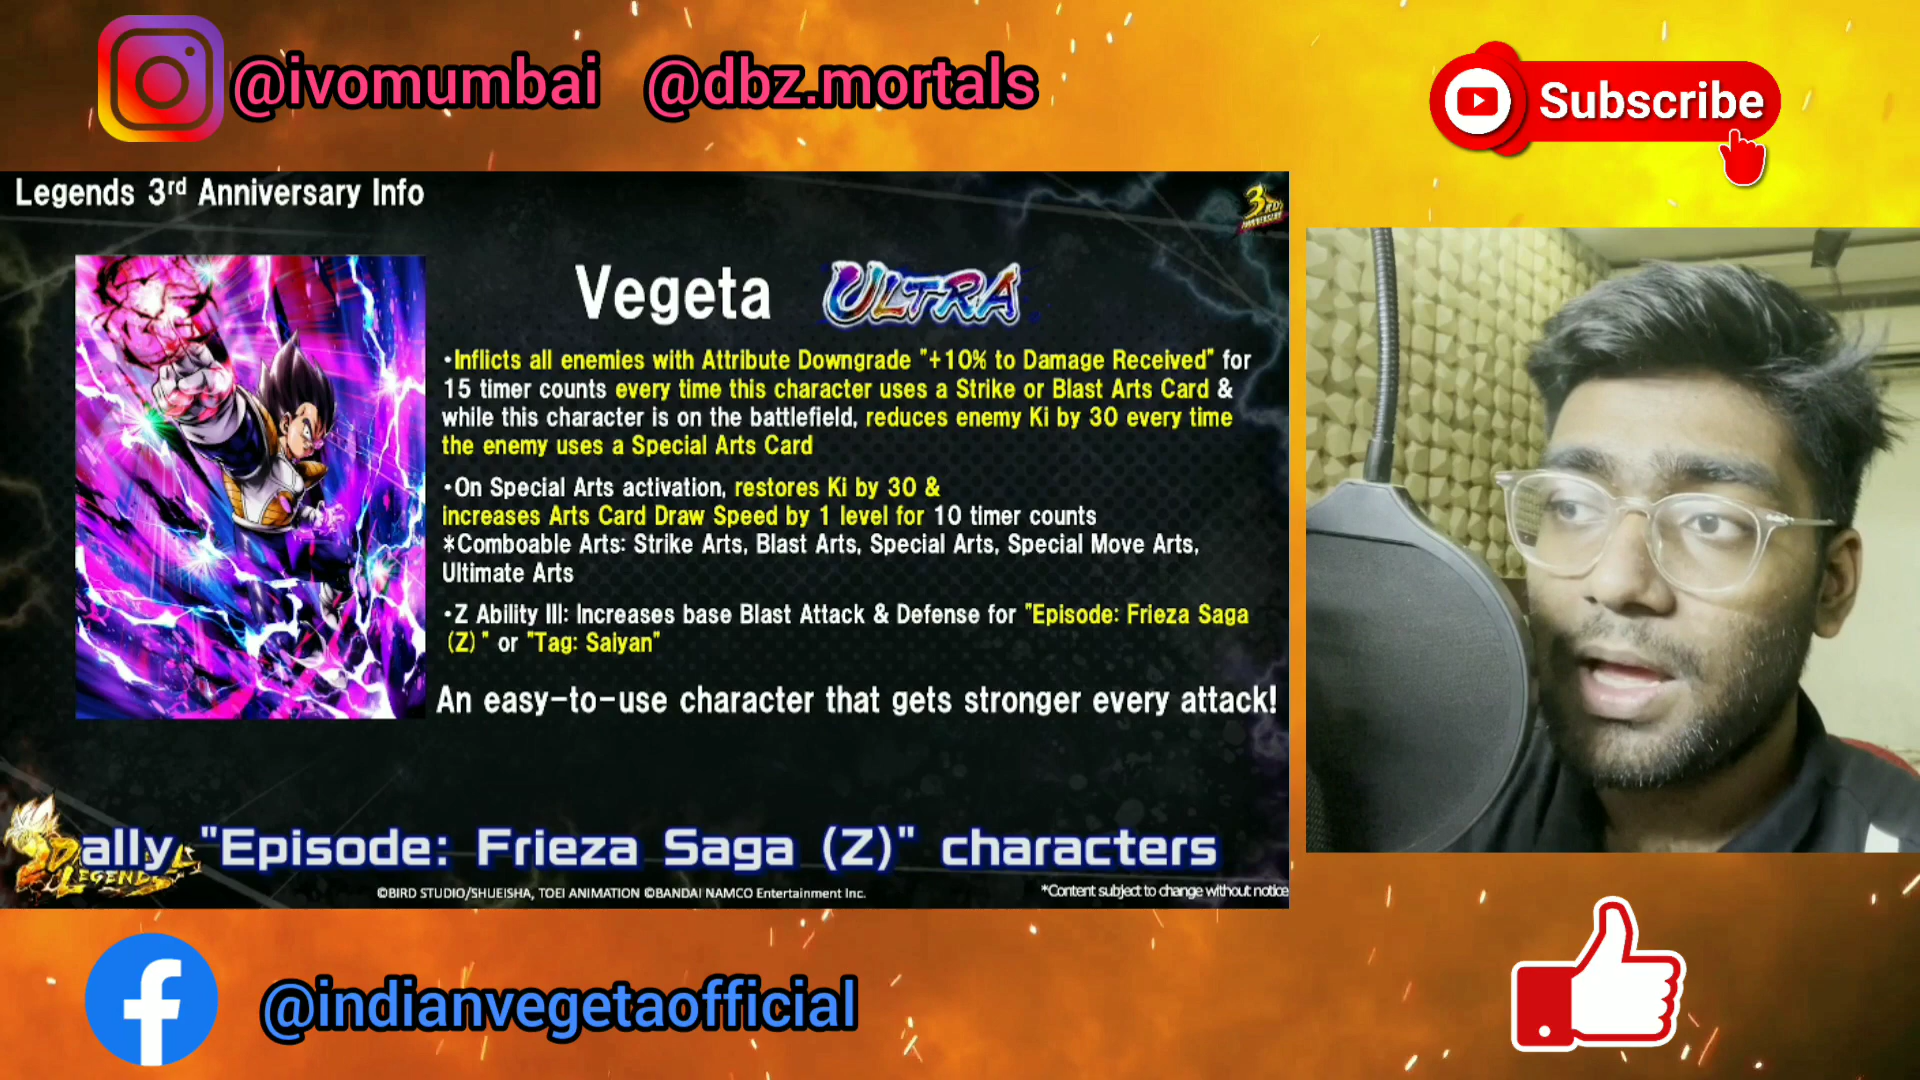 @ivomumbai @dbz.mortals
Subscribe
Legends 3rd Anniversary Info
3RD
ANNIVERSARY
Vegeta ULTRA
•Inflicts all enemies with Attribute Downgrade "+10% to Damage Received" for
15 timer counts every time this character uses a Strike or Blast Arts Card &
while this character is on the battlefield, reduces enemy Ki by 30 every time
the enemy uses a Special Arts Card
•On Special Arts activation, restores Ki by 30 &
increases Arts Card Draw Speed by 1 level for 10 timer counts
*Comboable Arts: Strike Arts, Blast Arts, Special Arts, Special Move Arts,
Ultimate Arts
•Z Ability III: Increases base Blast Attack & Defense for "Episode: Frieza Saga
(Z)" or "Tag: Saiyan"
An easy-to-use character that gets stronger every attack!
ally, "Episode: Frieza Saga (Z)" characters
LEGENDS
©BIRD STUDIO/SHUEISHA, TOEI ANIMATION ©BANDAI NAMCO Entertainment Inc.
*Content subject to change without notice
@indianvegetaofficial